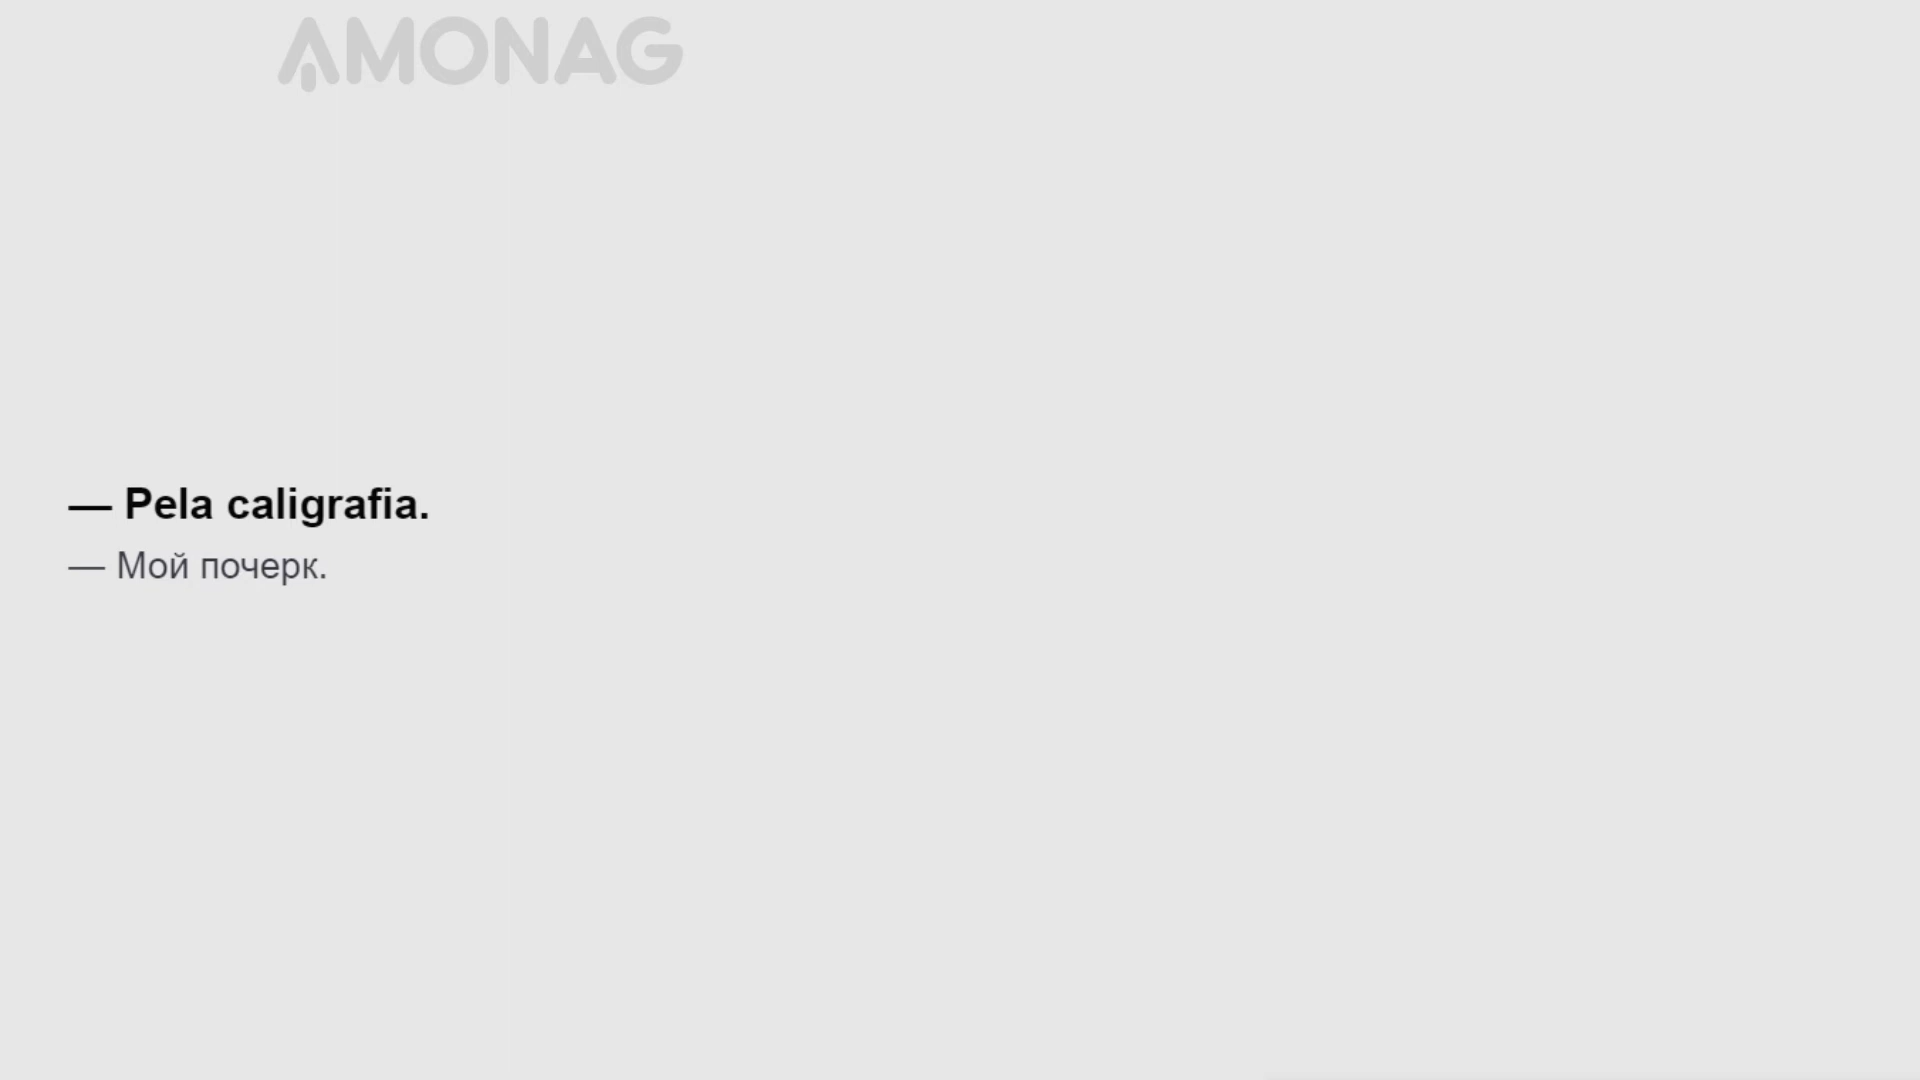 AMONAG
— Pela caligrafia.
— Мой почерк.